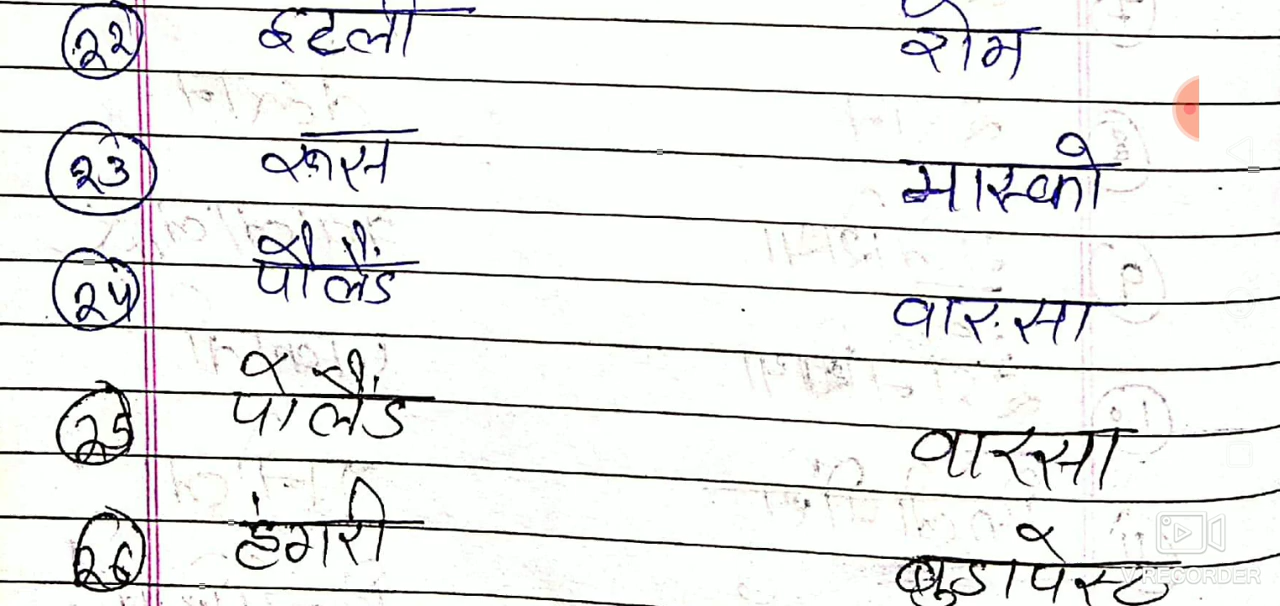 22 इटली रोम
23 रूस मास्को
24 पोलैंड वारसा
25 पोलैंड वारसा
26 हंगरी बुडापेस्ट
V RECORDER